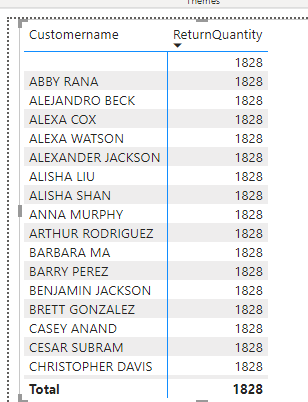 Themes
Customername ReturnQuantity
1828
ABBY RANA 1828
ALEJANDRO BECK 1828
ALEXA COX 1828
ALEXA WATSON 1828
ALEXANDER JACKSON 1828
ALISHA LIU 1828
ALISHA SHAN 1828
ANNA MURPHY 1828
ARTHUR RODRIGUEZ 1828
BARBARA MA 1828
BARRY PEREZ 1828
BENJAMIN JACKSON 1828
BRETT GONZALEZ 1828
CASEY ANAND 1828
CESAR SUBRAM 1828
CHRISTOPHER DAVIS 1828
Total 1828